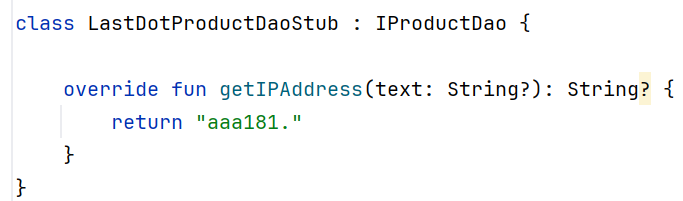 class LastDotProductDaoStub : IProductDao {
override fun getIPAddress(text: String?): String? {
return "aaa181."
}
}